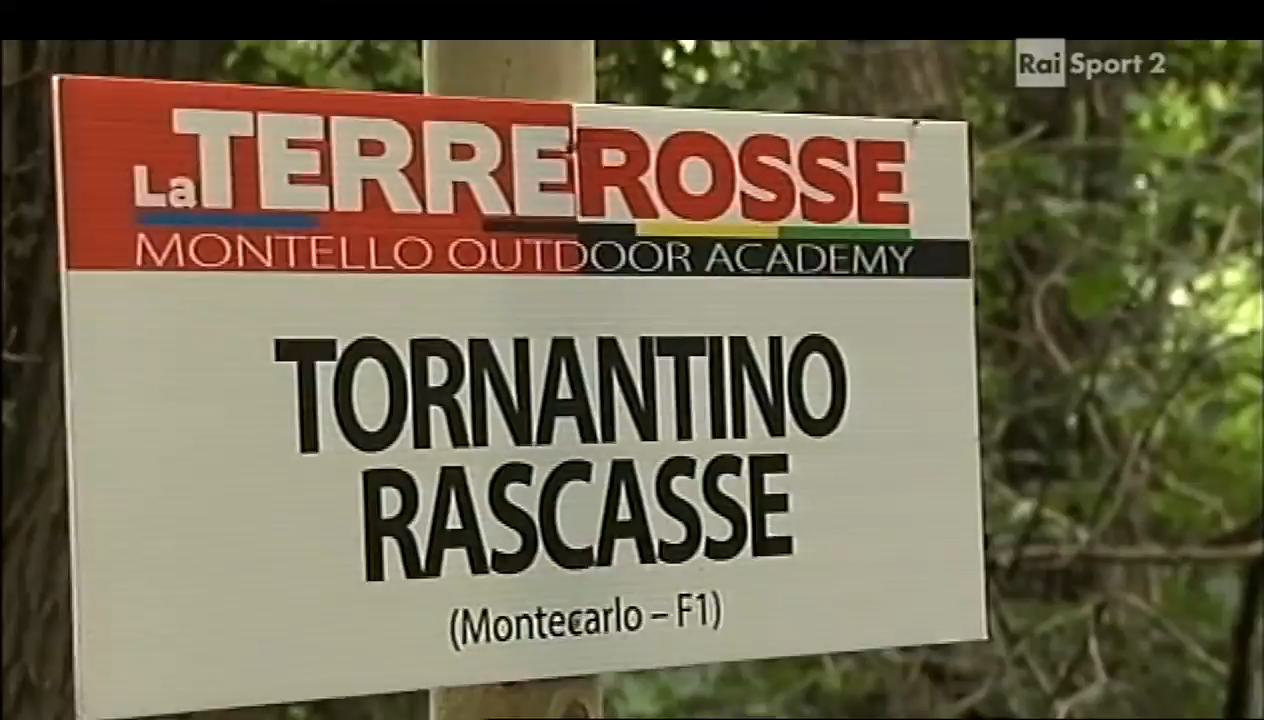 Rai Sport 2
La TERREROSSE
MONTELLO OUTDOOR ACADEMY
TORNANTINO
RASCASSE
(Montecarlo – F1)